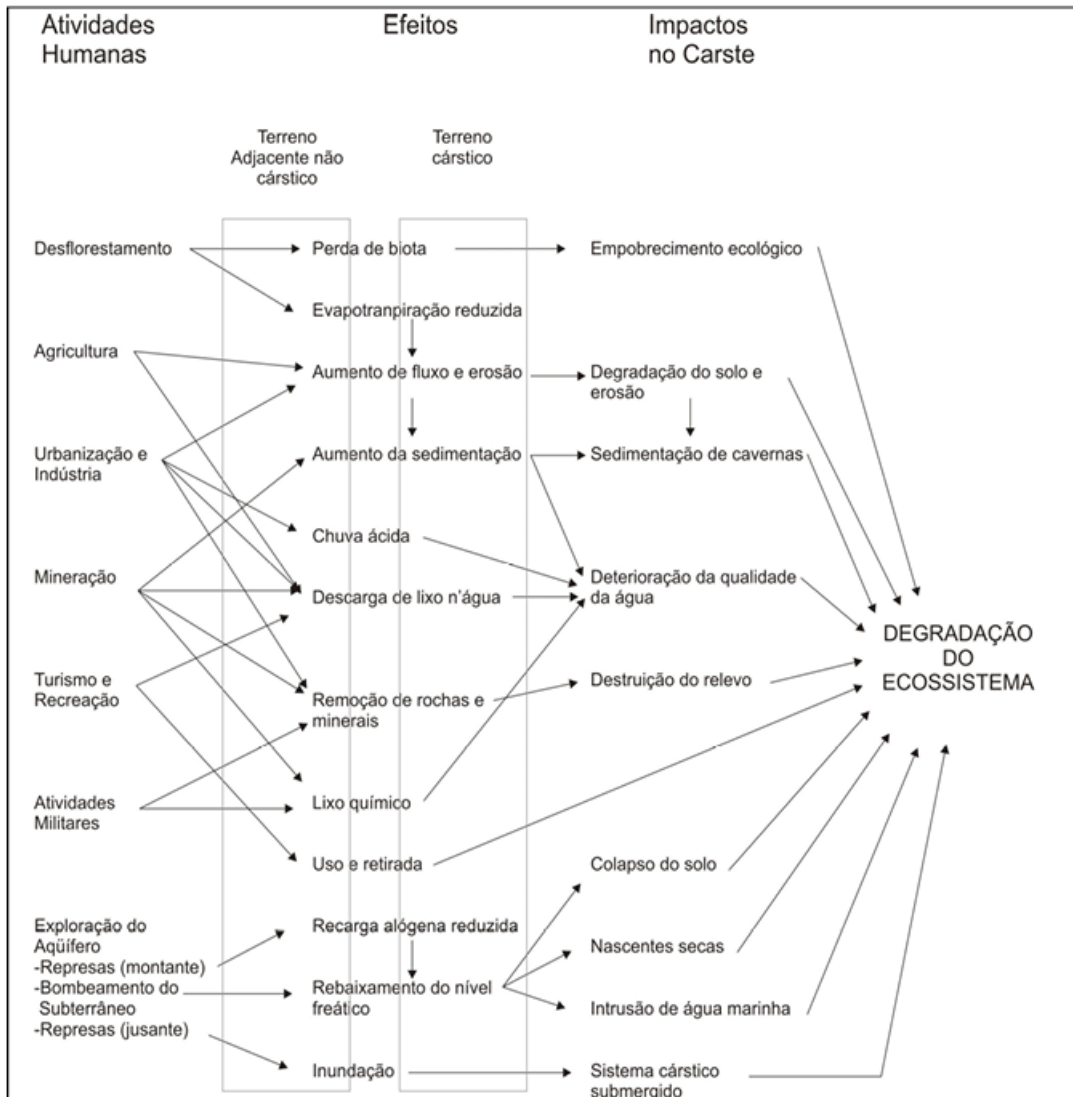 Atividades
Humanas
Efeitos
Impactos
no Carste
Terreno
Adjacente não
cárstico
Terreno
cárstico
Desflorestamento
Perda de biota
Empobrecimento ecológico
Evapotranpiração reduzida
Agricultura
Aumento de fluxo e erosão
Degradação do solo e
erosão
Urbanização e
Indústria
Aumento da sedimentação
Sedimentação de cavernas
Chuva ácida
Mineração
Descarga de lixo n'água
Deterioração da qualidade
da água
DEGRADAÇÃO
DO
ECOSSISTEMA
Turismo e
Recreação
Remoção de rochas e
minerais
Destruição do relevo
Atividades
Militares
Lixo químico
Uso e retirada
Colapso do solo
Exploração do
Aqüífero
-Represas (montante)
-Bombeamento do
Subterrâneo
-Represas (jusante)
Recarga alógena reduzida
Nascentes secas
Rebaixamento do nível
freático
Intrusão de água marinha
Inundação
Sistema cárstico
submergido